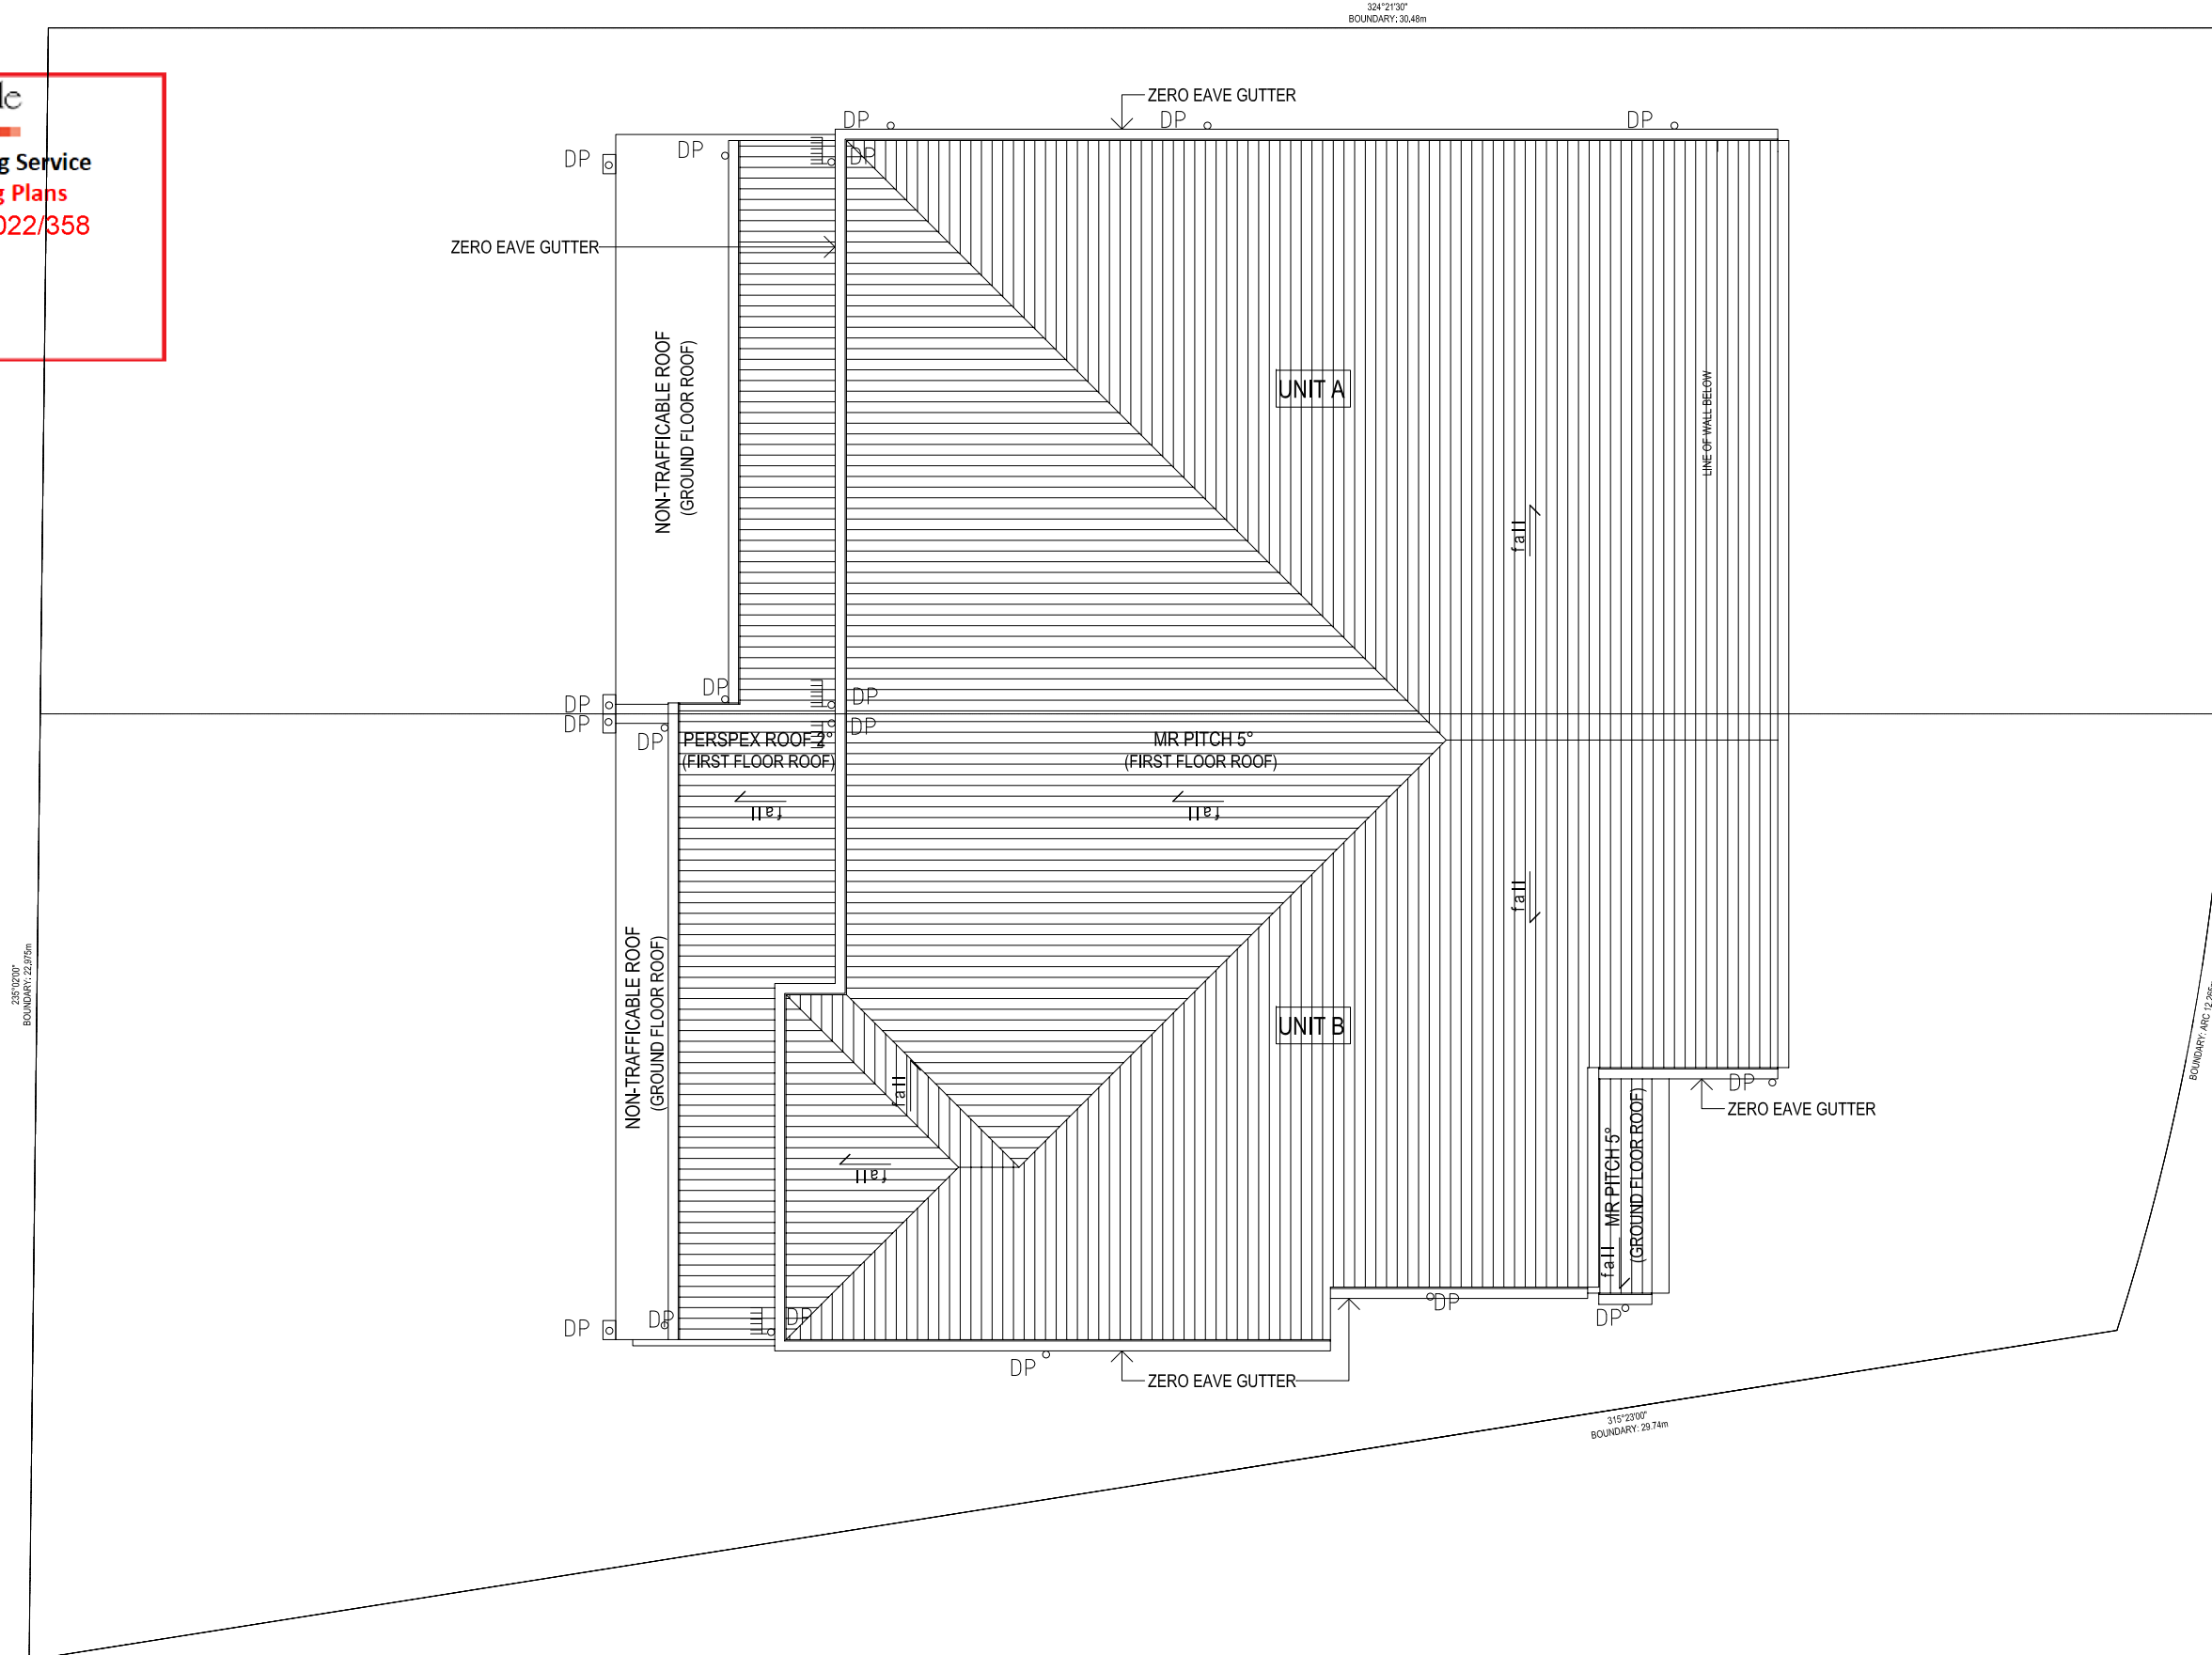 324°21'30"
BOUNDARY: 30.48m
ZERO EAVE GUTTER
DP
DP
DP
le
g Service
g Plans
022/358
DP
DP
DP
ZERO EAVE GUTTER
NON-TRAFFICABLE ROOF
(GROUND FLOOR ROOF)
UNIT A
LINE OF WALL BELOW
fall
DP
DP
DP
DP
DP
DP
PERSPEX ROOF 2°
(FIRST FLOOR ROOF)
fall
MR PITCH 5°
(FIRST FLOOR ROOF)
fall
fall
235°02'00"
BOUNDARY: 22.975m
NON-TRAFFICABLE ROOF
(GROUND FLOOR ROOF)
UNIT B
fall
fall
BOUNDARY: ARC 12.265m
DP
ZERO EAVE GUTTER
MR PITCH 5°
(GROUND FLOOR ROOF)
fall
DP
DP
DP
DP
DP
DP
ZERO EAVE GUTTER
315°23'00"
BOUNDARY: 29.74m